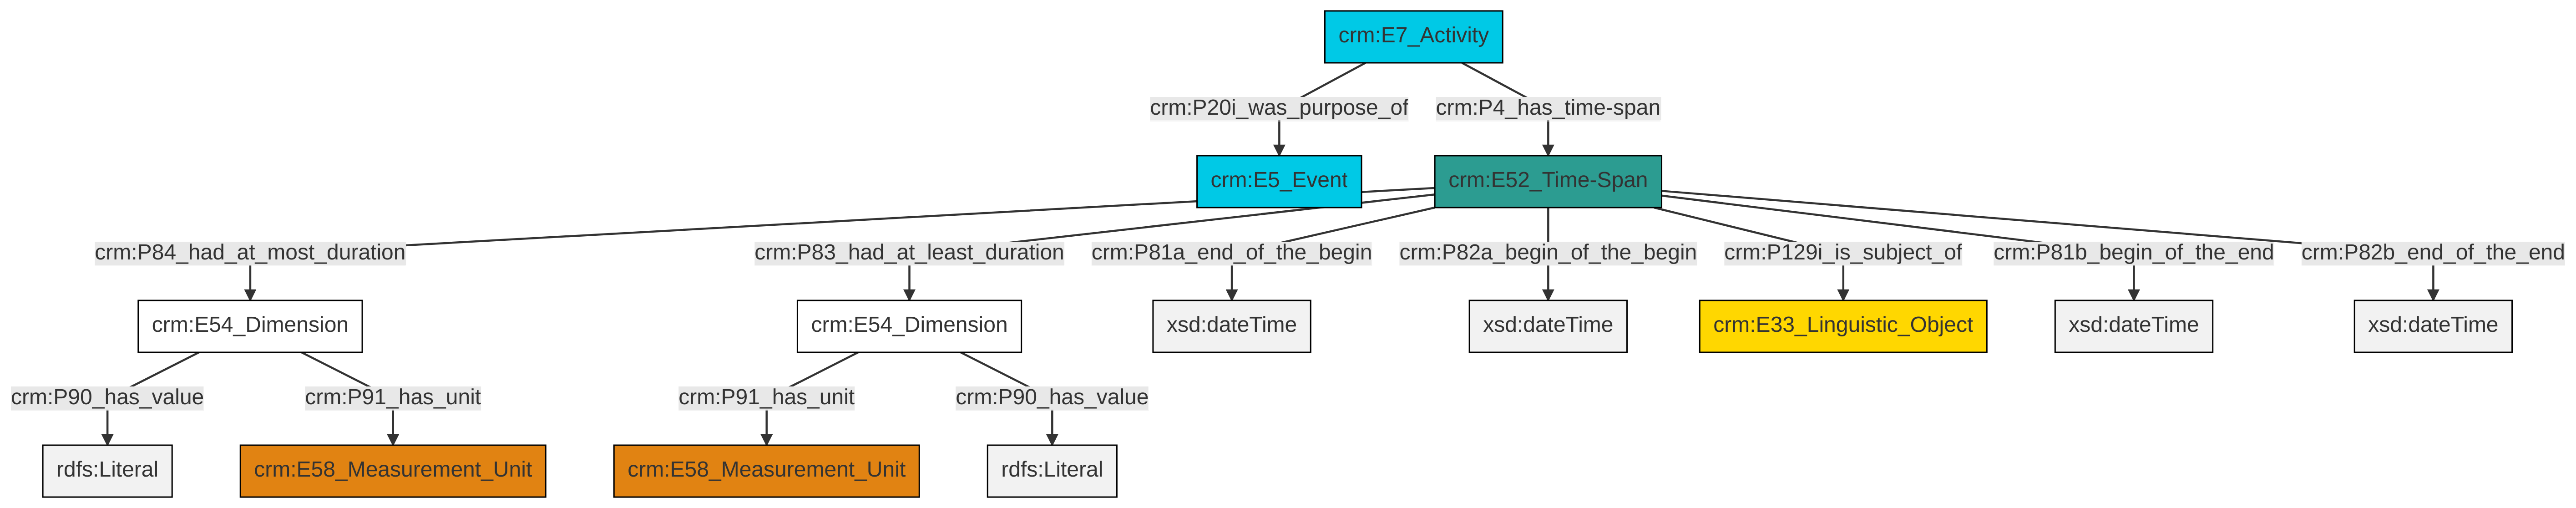 crm:E7_Activity
crm:P20i_was_purpose_of
crm:P4_has_time-span
crm:E5_Event
crm:E52_Time-Span
crm:P84_had_at_most_duration
crm:P83_had_at_least_duration
crm:P81a_end_of_the_begin
crm:P82a_begin_of_the_begin
crm:P129i_is_subject_of
crm:P81b_begin_of_the_end
crm:P82b_end_of_the_end
crm:E54_Dimension
crm:E54_Dimension
xsd:dateTime
xsd:dateTime
crm:E33_Linguistic_Object
xsd:dateTime
xsd:dateTime
crm:P90_has_value
crm:P91_has_unit
crm:P91_has_unit
crm:P90_has_value
rdfs:Literal
crm:E58_Measurement_Unit
crm:E58_Measurement_Unit
rdfs:Literal